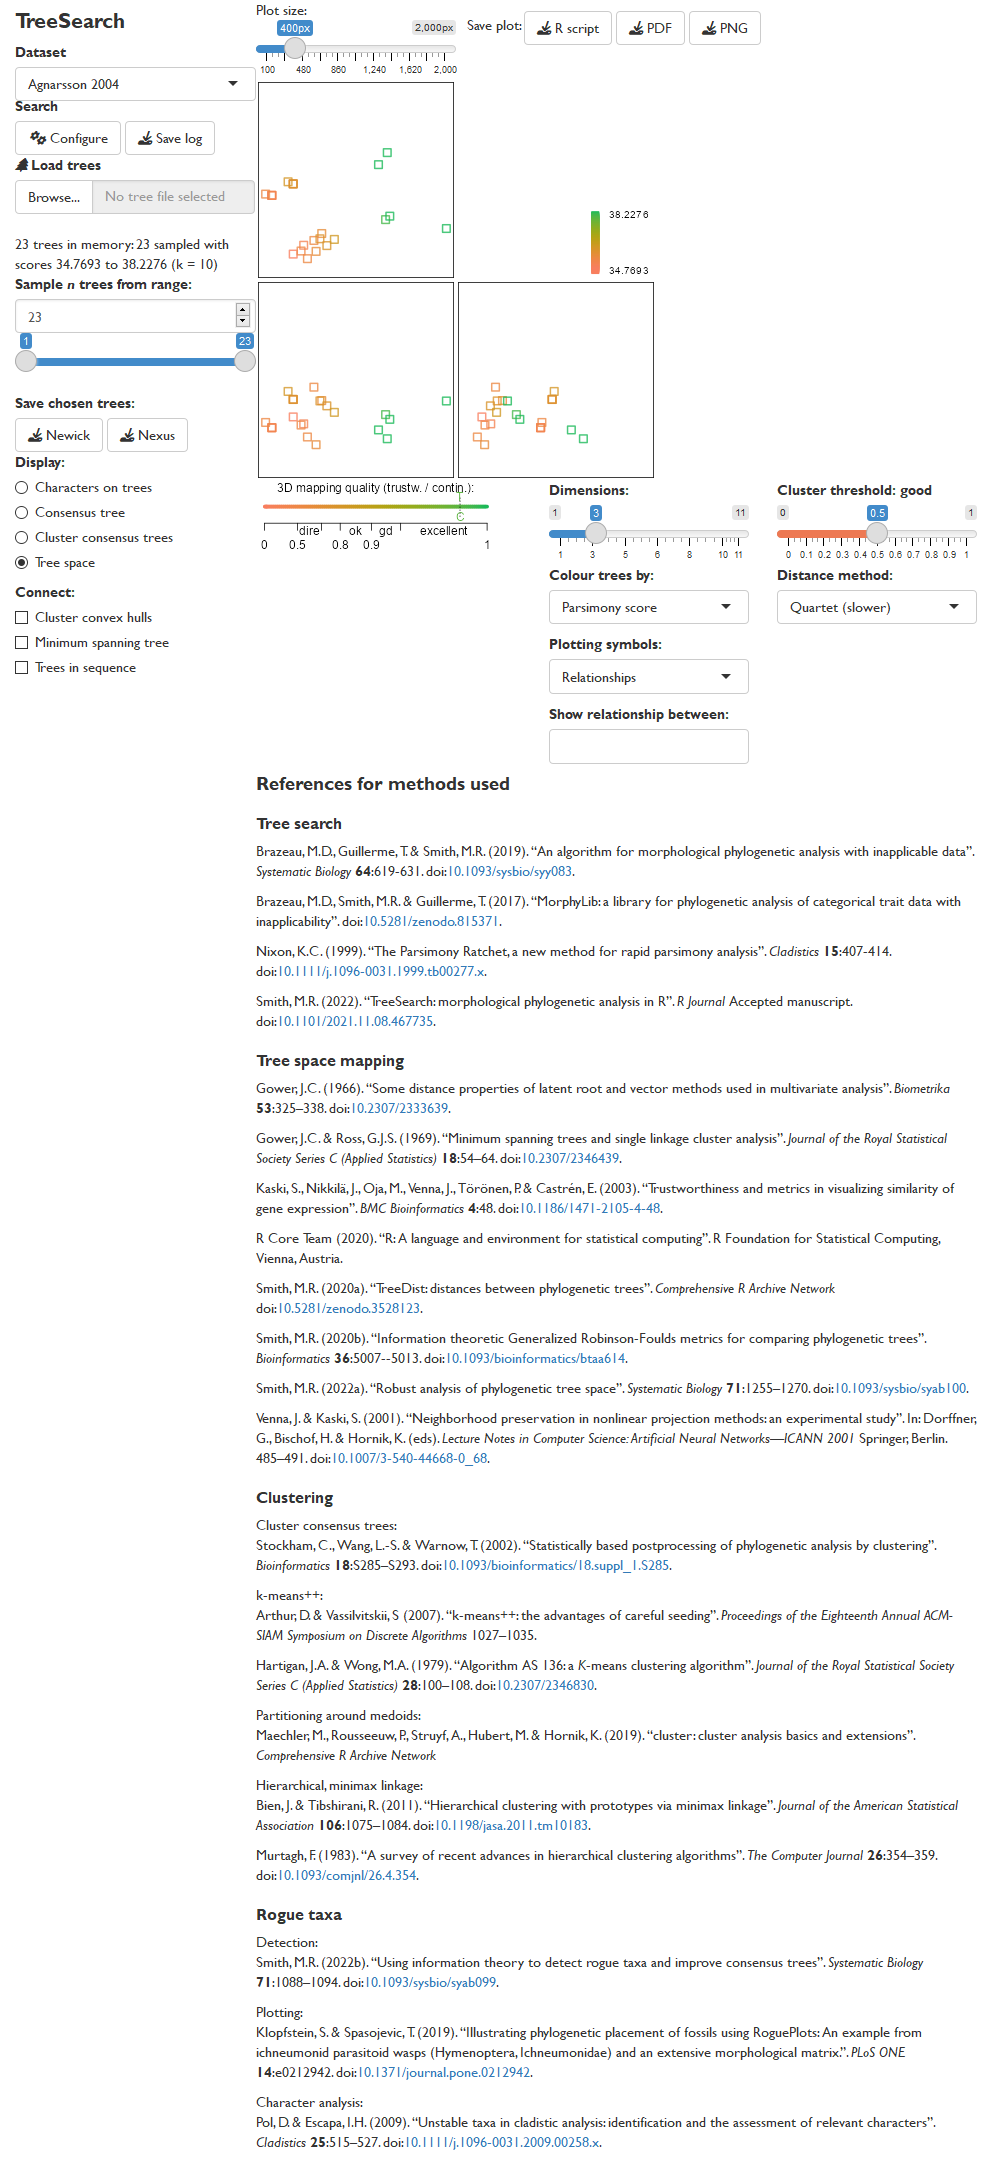 TreeSearch
Dataset
Agnarsson 2004
Search
Configure
Save log
Load trees
Browse...
No tree file selected
23 trees in memory: 23 sampled with
scores 34.7693 to 38.2276 (k = 10)
Sample n trees from range:
23
1
23
Save chosen trees:
Newick
Nexus
Display:
Characters on trees
Consensus tree
Cluster consensus trees
Tree space
Connect:
Cluster convex hulls
Minimum spanning tree
Trees in sequence
Plot size:
400px
2,000px
100 480 860 1,240 1,620 2,000
Save plot:
R script
PDF
PNG
38.2276
34.7693
3D mapping quality (trustw. / contin.):
dire ok gd excellent
0 0.5 0.8 0.9 1
Dimensions:
1 3 11
1 3 5 6 8 10 11
Colour trees by:
Parsimony score
Plotting symbols:
Relationships
Show relationship between:
Cluster threshold: good
0 0.5 1
0 0.1 0.2 0.3 0.4 0.5 0.6 0.7 0.8 0.9 1
Distance method:
Quartet (slower)
References for methods used
Tree search
Brazeau, M.D., Guillerme, T. & Smith, M.R. (2019). “An algorithm for morphological phylogenetic analysis with inapplicable data”.
Systematic Biology 64:619-631. doi:10.1093/sysbio/syy083.
Brazeau, M.D., Smith, M.R. & Guillerme, T. (2017). “MorphyLib: a library for phylogenetic analysis of categorical trait data with
inapplicability”. doi:10.5281/zenodo.815371.
Nixon, K.C. (1999). “The Parsimony Ratchet, a new method for rapid parsimony analysis”. Cladistics 15:407-414.
doi:10.1111/j.1096-0031.1999.tb00277.x.
Smith, M.R. (2022). “TreeSearch: morphological phylogenetic analysis in R”. R Journal Accepted manuscript.
doi:10.1101/2021.11.08.467735.
Tree space mapping
Gower, J.C. (1966). “Some distance properties of latent root and vector methods used in multivariate analysis”. Biometrika
53:325–338. doi:10.2307/2333639.
Gower, J.C. & Ross, G.J.S. (1969). “Minimum spanning trees and single linkage cluster analysis”. Journal of the Royal Statistical
Society Series C (Applied Statistics) 18:54–64. doi:10.2307/2346439.
Kaski, S., Nikkilä, J., Oja, M., Venna, J., Törönen, P. & Castrén, E. (2003). “Trustworthiness and metrics in visualizing similarity of
gene expression”. BMC Bioinformatics 4:48. doi:10.1186/1471-2105-4-48.
R Core Team (2020). “R: A language and environment for statistical computing”. R Foundation for Statistical Computing,
Vienna, Austria.
Smith, M.R. (2020a). “TreeDist: distances between phylogenetic trees”. Comprehensive R Archive Network
doi:10.5281/zenodo.3528123.
Smith, M.R. (2020b). “Information theoretic Generalized Robinson-Foulds metrics for comparing phylogenetic trees”.
Bioinformatics 36:5007--5013. doi:10.1093/bioinformatics/btaa614.
Smith, M.R. (2022a). “Robust analysis of phylogenetic tree space”. Systematic Biology 71:1255–1270. doi:10.1093/sysbio/syab100.
Venna, J. & Kaski, S. (2001). “Neighborhood preservation in nonlinear projection methods: an experimental study”. In: Dorffner,
G., Bischof, H. & Hornik, K. (eds). Lecture Notes in Computer Science: Artificial Neural Networks—ICANN 2001 Springer, Berlin.
485–491. doi:10.1007/3-540-44668-0_68.
Clustering
Cluster consensus trees:
Stockham, C., Wang, L.-S. & Warnow, T. (2002). “Statistically based postprocessing of phylogenetic analysis by clustering”.
Bioinformatics 18:S285–S293. doi:10.1093/bioinformatics/18.suppl_1.S285.
k-means++:
Arthur, D. & Vassilvitskii, S (2007). “k-means++: the advantages of careful seeding”. Proceedings of the Eighteenth Annual ACM-
SIAM Symposium on Discrete Algorithms 1027–1035.
Hartigan, J.A. & Wong, M.A. (1979). “Algorithm AS 136: a K-means clustering algorithm”. Journal of the Royal Statistical Society
Series C (Applied Statistics) 28:100–108. doi:10.2307/2346830.
Partitioning around medoids:
Maechler, M., Rousseeuw, P., Struyf, A., Hubert, M. & Hornik, K. (2019). “cluster: cluster analysis basics and extensions”.
Comprehensive R Archive Network
Hierarchical, minimax linkage:
Bien, J. & Tibshirani, R. (2011). “Hierarchical clustering with prototypes via minimax linkage”. Journal of the American Statistical
Association 106:1075–1084. doi:10.1198/jasa.2011.tm10183.
Murtagh, F. (1983). “A survey of recent advances in hierarchical clustering algorithms”. The Computer Journal 26:354–359.
doi:10.1093/comjnl/26.4.354.
Rogue taxa
Detection:
Smith, M.R. (2022b). “Using information theory to detect rogue taxa and improve consensus trees”. Systematic Biology
71:1088–1094. doi:10.1093/sysbio/syab099.
Plotting:
Klopfstein, S. & Spasojevic, T. (2019). “Illustrating phylogenetic placement of fossils using RoguePlots: An example from
ichneumonid parasitoid wasps (Hymenoptera, Ichneumonidae) and an extensive morphological matrix.”. PLoS ONE
14:e0212942. doi:10.1371/journal.pone.0212942.
Character analysis:
Pol, D. & Escapa, I.H. (2009). “Unstable taxa in cladistic analysis: identification and the assessment of relevant characters”.
Cladistics 25:515–527. doi:10.1111/j.1096-0031.2009.00258.x.